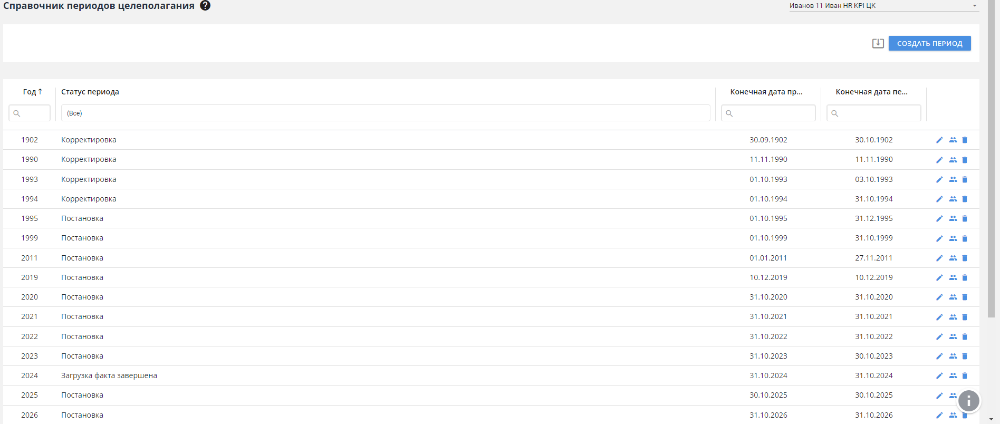 Справочник периодов целеполагания ?
Иванов 11 Иван HR KPI ЦК
СОЗДАТЬ ПЕРИОД
Год ↑ Статус периода Конечная дата пр... Конечная дата пе...
(Все)
1902 Корректировка 30.09.1902 30.10.1902
1990 Корректировка 11.11.1990 11.11.1990
1993 Корректировка 01.10.1993 03.10.1993
1994 Корректировка 01.10.1994 31.10.1994
1995 Постановка 01.10.1995 31.12.1995
1999 Постановка 01.10.1999 31.10.1999
2011 Постановка 01.01.2011 27.11.2011
2019 Постановка 10.12.2019 10.12.2019
2020 Постановка 31.10.2020 31.10.2020
2021 Постановка 31.10.2021 31.10.2021
2022 Постановка 31.10.2022 31.10.2022
2023 Постановка 31.10.2023 30.10.2023
2024 Загрузка факта завершена 31.10.2024 31.10.2024
2025 Постановка 30.10.2025 30.10.2025
i
2026 Постановка 31.10.2026 31.10.2026